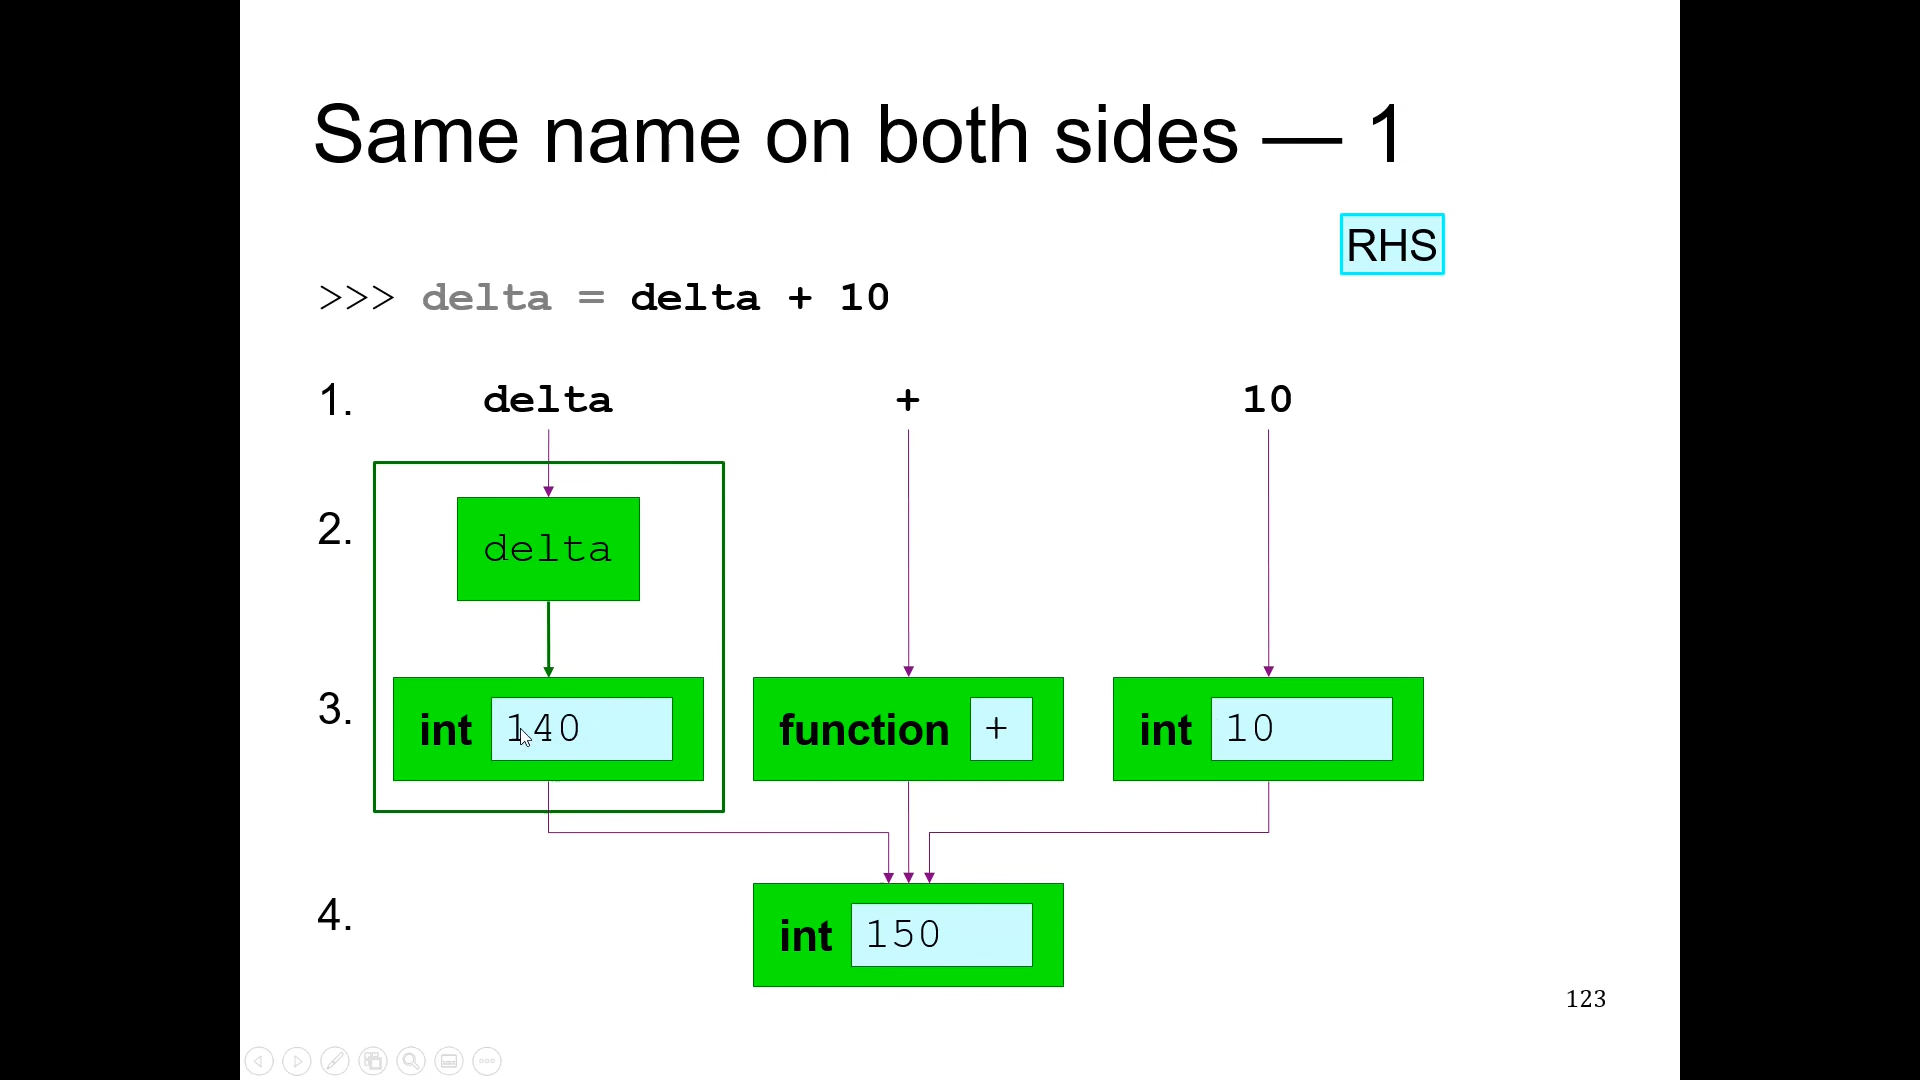 Same name on both sides — 1
RHS
>>> delta = delta + 10
1. delta + 10
2. delta
3. int 140 function + int 10
4. int 150
123